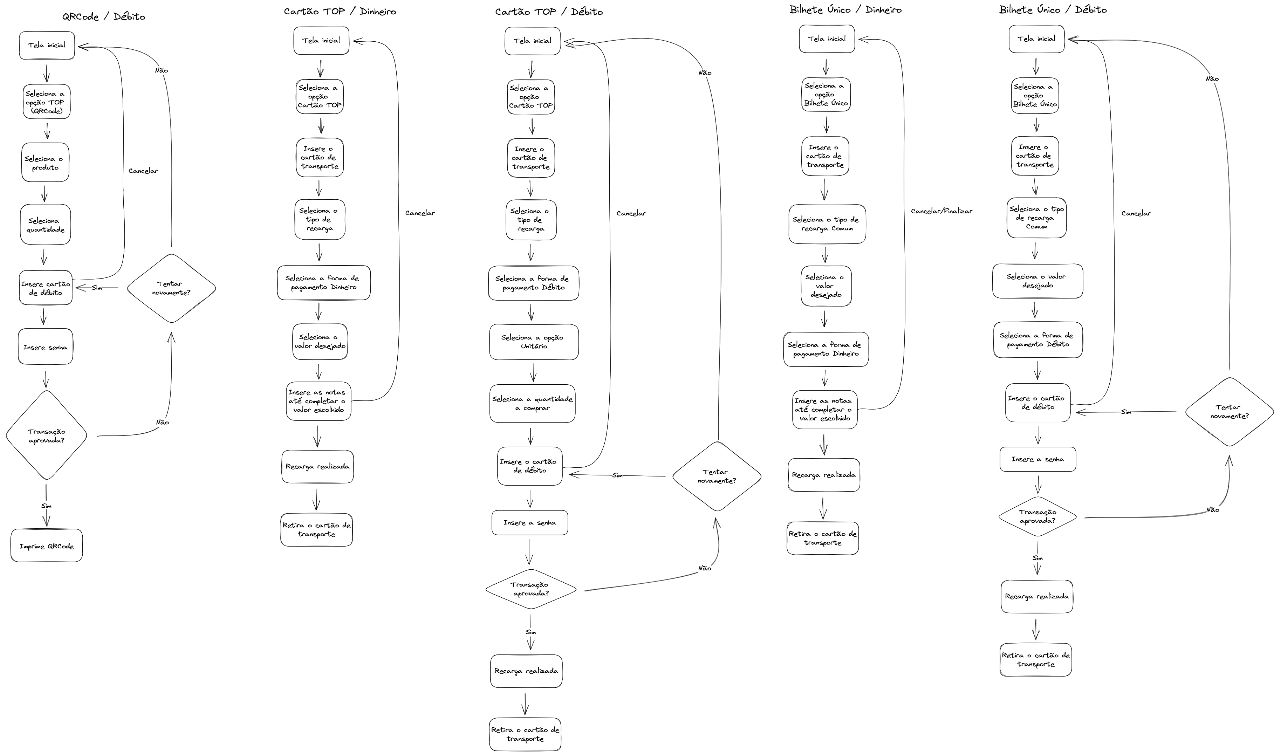 QRCode / Débito
Tela inicial
Seleciona a
opção TOP
(QRCode)
Seleciona o
produto
Seleciona
quantidade
Insere cartão
de débito
Insere senha
Transação
aprovada?
Sim
Imprime QRCode
Não
Tentar
novamente?
Sim
Cancelar
Não
Cartão TOP / Dinheiro
Tela inicial
Seleciona a
opção
Cartão TOP
Insere o
cartão de
transporte
Seleciona o
tipo de
recarga
Seleciona a forma de
pagamento Dinheiro
Seleciona o
valor desejado
Insere as notas
até completar o
valor escolhido
Recarga realizada
Retira o cartão de
transporte
Cancelar
Cartão TOP / Débito
Tela inicial
Seleciona a
opção
Cartão TOP
Insere o
cartão de
transporte
Seleciona o
tipo de
recarga
Seleciona a forma de
pagamento Débito
Seleciona a opção
Unitário
Seleciona a quantidade
a comprar
Insere o cartão
de débito
Insere a senha
Transação
aprovada?
Sim
Recarga realizada
Retira o cartão de
transporte
Não
Tentar
novamente?
Sim
Cancelar
Não
Bilhete Único / Dinheiro
Tela inicial
Seleciona a
opção
Bilhete Único
Insere o
cartão de
transporte
Seleciona o tipo de
recarga Comum
Seleciona o
valor
desejado
Seleciona a forma de
pagamento Dinheiro
Insere as notas
até completar o
valor escolhido
Recarga realizada
Retira o cartão de
transporte
Cancelar/Finalizar
Bilhete Único / Débito
Tela inicial
Seleciona a
opção
Bilhete Único
Insere o
cartão de
transporte
Seleciona o tipo
de recarga
Comum
Seleciona o valor
desejado
Seleciona a forma de
pagamento Débito
Insere o cartão
de débito
Insere a senha
Transação
aprovada?
Sim
Recarga realizada
Retira o cartão de
transporte
Não
Tentar
novamente?
Sim
Cancelar
Não